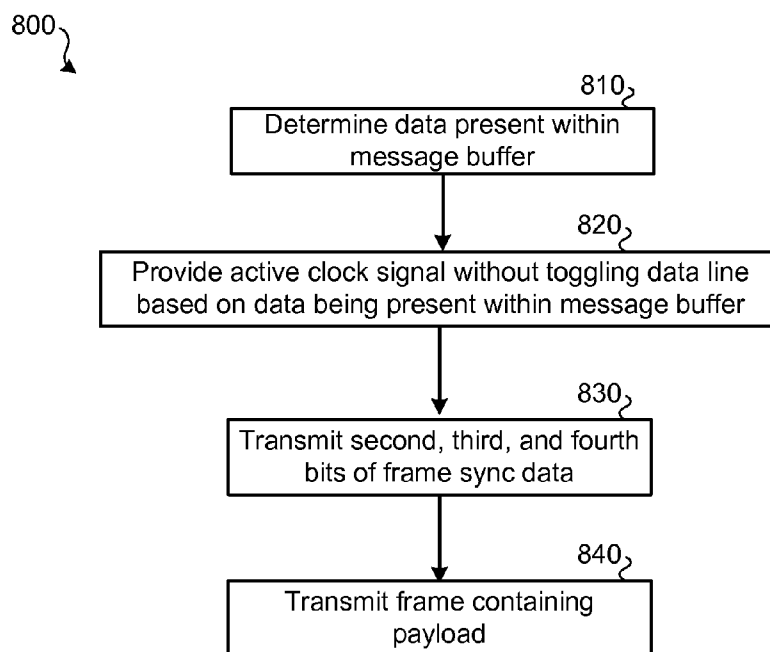 800
810
Determine data present within
message buffer
820
Provide active clock signal without toggling data line
based on data being present within message buffer
830
Transmit second, third, and fourth
bits of frame sync data
840
Transmit frame containing
payload